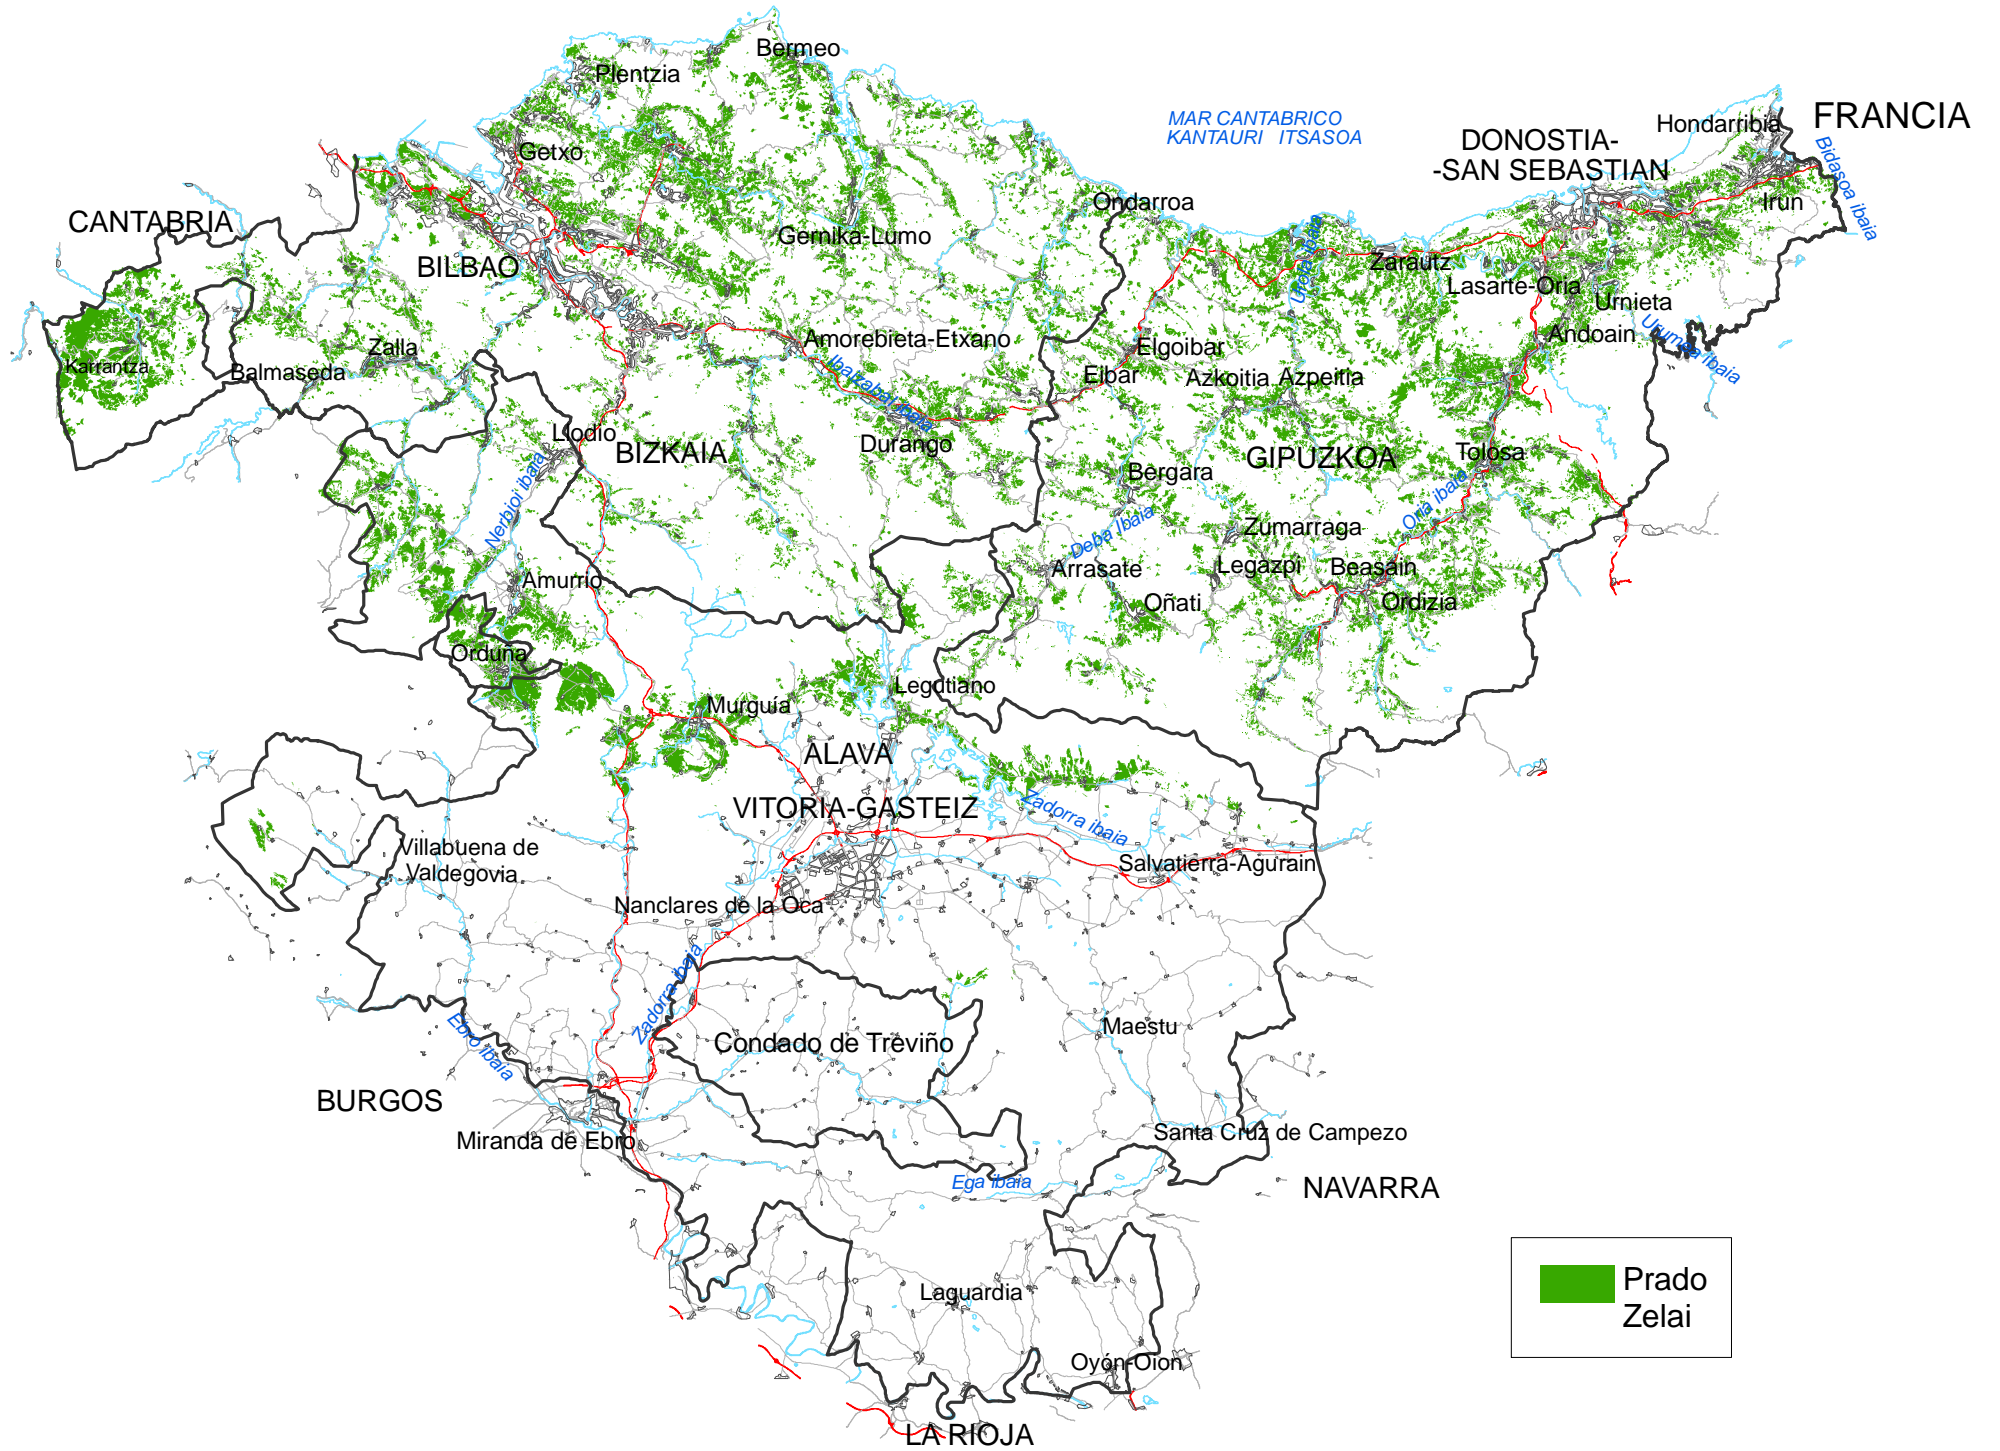 Bermeo
Plentzia
MAR CANTABRICO
KANTAURI ITSASOA
FRANCIA
Hondarribia
DONOSTIA-
-SAN SEBASTIAN
Bidasoa ibaia
Getxo
Irun
Ondarroa
CANTABRIA
Gernika-Lumo
Urola ibaia
BILBAO
Zarautz
Lasarte-Oria
Urnieta
Andoain
Urumea ibaia
Amorebieta-Etxano
Elgoibar
Zalla
Karrantza
Balmaseda
Ibaizabal ibaia
Eibar
Azkoitia
Azpeitia
Llodio
BIZKAIA
Durango
GIPUZKOA
Tolosa
Bergara
Nerbioi ibaia
Oria ibaia
Deba Ibaia
Zumarraga
Amurrio
Arrasate
Legazpi
Beasain
Oñati
Ordizia
Orduña
Legutiano
Murguía
ALAVA
VITORIA-GASTEIZ
Zadorra ibaia
Villabuena de
Valdegovia
Salvatierra-Agurain
Nanclares de la Oca
Zadorra ibaia
Ebro ibaia
Condado de Treviño
Maestu
BURGOS
Miranda de Ebro
Santa Cruz de Campezo
Ega ibaia
NAVARRA
Laguardia
Prado
Zelai
Oyón-Oion
LA RIOJA